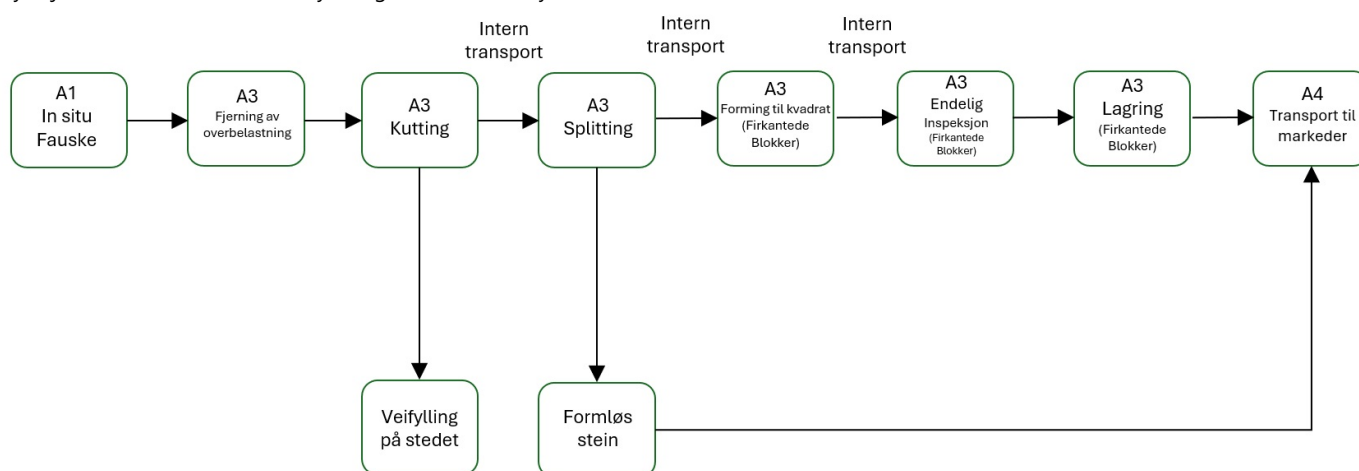 Intern
transport
Intern
transport
Intern
transport
A1
In situ
Fauske
A3
Fjerning av
overbelastning
A3
Kutting
A3
Splitting
A3
Forming til kvadrat
(Firkantede
Blokker)
A3
Endelig
Inspeksjon
(Firkantede
Blokker)
A3
Lagring
(Firkantede
Blokker)
A4
Transport til
markeder
Veifylling
på stedet
Formløs
stein